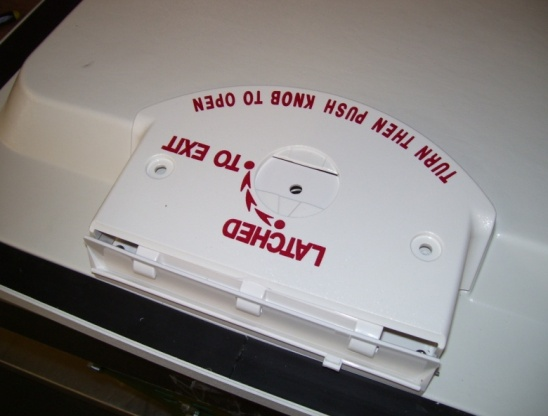 LATCHED
TO EXIT
TURN THEN PUSH KNOB TO OPEN